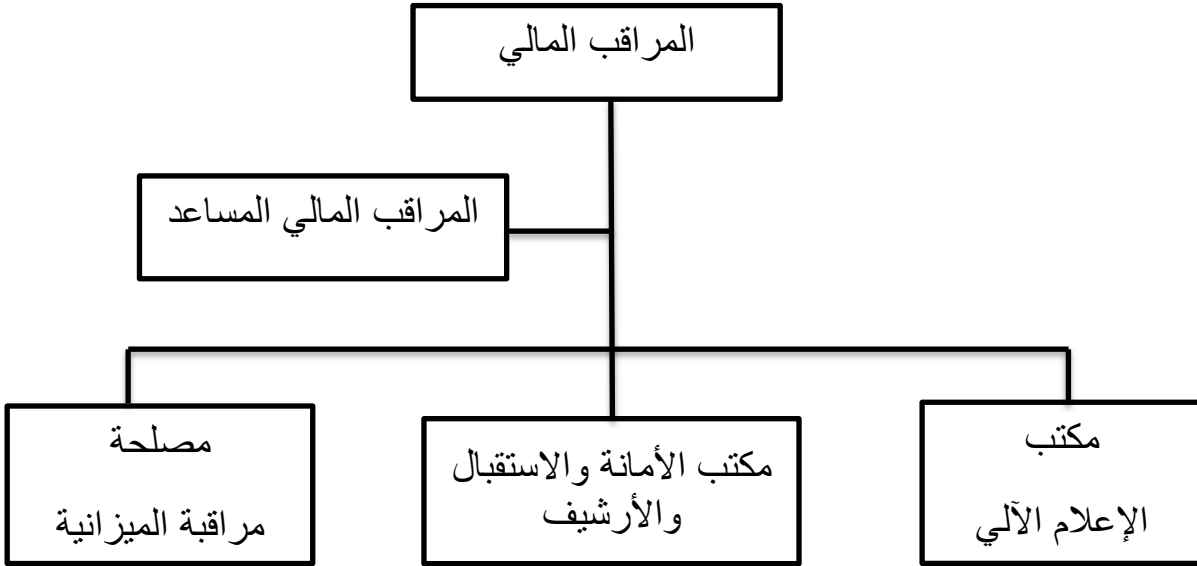 المراقب المالي
المراقب المالي المساعد
مكتب
الإعلام الآلي
مكتب الأمانة والاستقبال
والأرشيف
مصلحة
مراقبة الميزانية